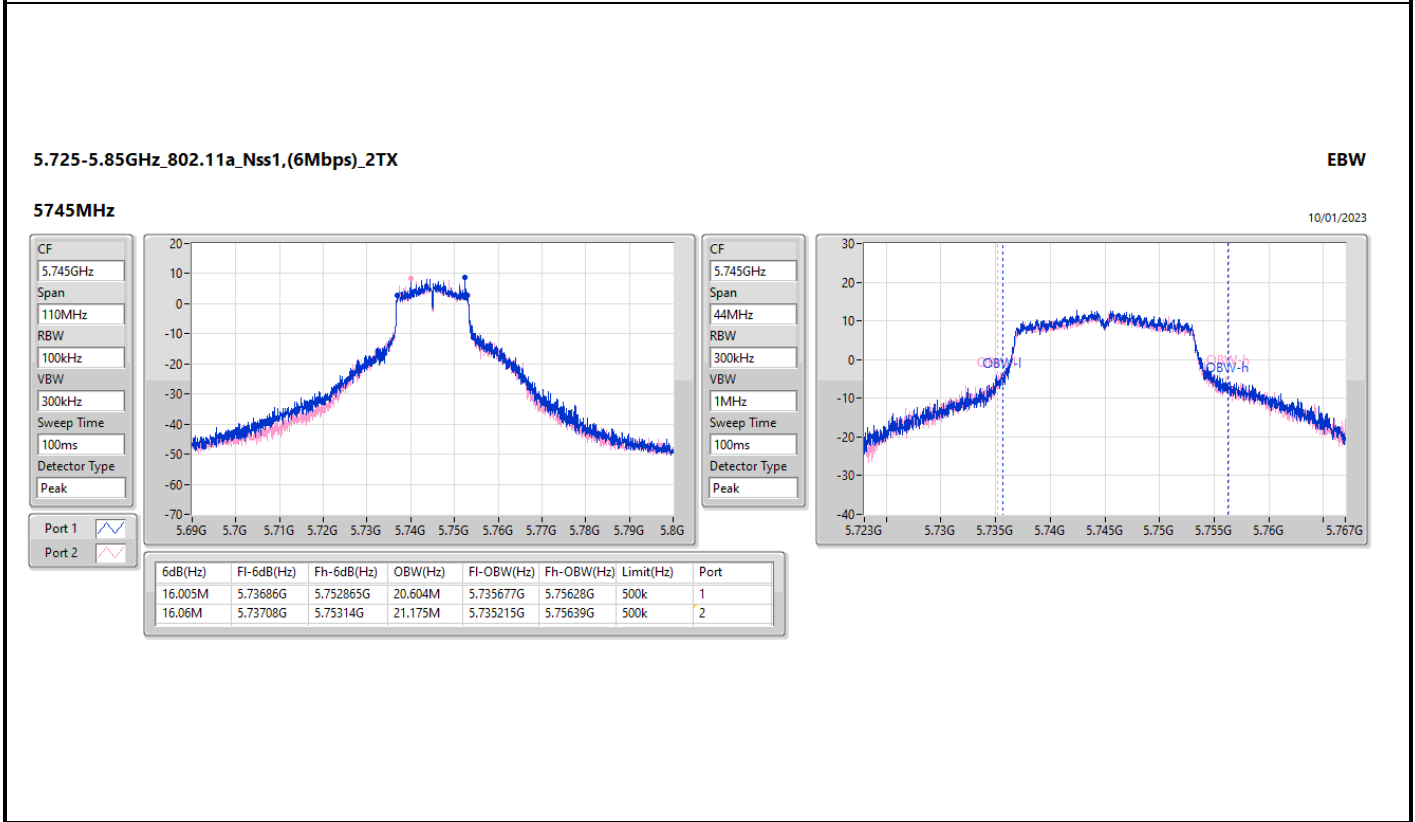 5.725-5.85GHz_802.11a_Nss1,(6Mbps)_2TX
EBW
5745MHz
10/01/2023
CF
5.745GHz
Span
110MHz
RBW
100kHz
VBW
300kHz
Sweep Time
100ms
Detector Type
Peak
Port 1
Port 2
20
10
0
-10
-20
-30
-40
-50
-60
-70
5.69G 5.7G 5.71G 5.72G 5.73G 5.74G 5.75G 5.76G 5.77G 5.78G 5.79G 5.8G
CF
5.745GHz
Span
44MHz
RBW
300kHz
VBW
1MHz
Sweep Time
100ms
Detector Type
Peak
30
20
10
0
-10
-20
-30
-40
OBW-l
OBW-h
OBW-h
5.723G 5.73G 5.735G 5.74G 5.745G 5.75G 5.755G 5.76G 5.767G
6dB(Hz) Fl-6dB(Hz) Fh-6dB(Hz) OBW(Hz) Fl-OBW(Hz) Fh-OBW(Hz) Limit(Hz) Port
16.005M 5.73686G 5.752865G 20.604M 5.735677G 5.75628G 500k 1
16.06M 5.73708G 5.75314G 21.175M 5.735215G 5.75639G 500k 2